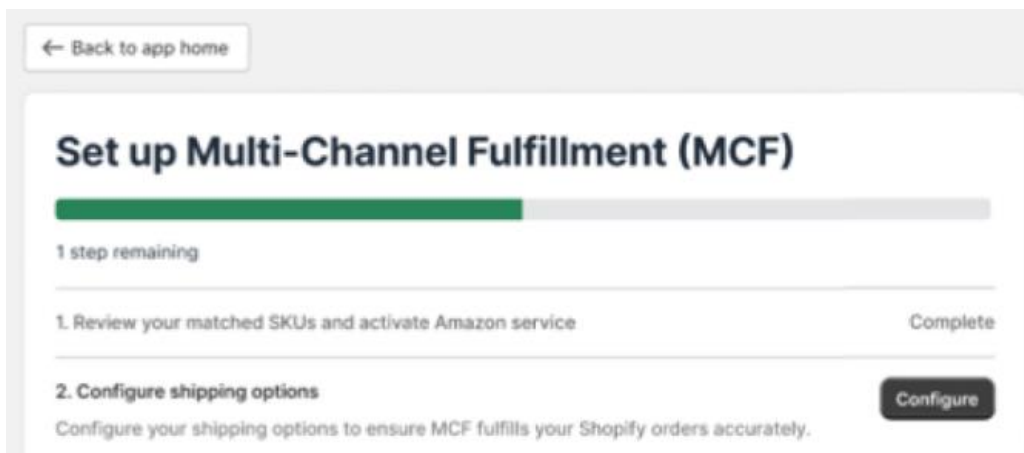 ← Back to app home
Set up Multi-Channel Fulfillment (MCF)
1 step remaining
1. Review your matched SKUs and activate Amazon service Complete
2. Configure shipping options Configure
Configure your shipping options to ensure MCF fulfills your Shopify orders accurately.